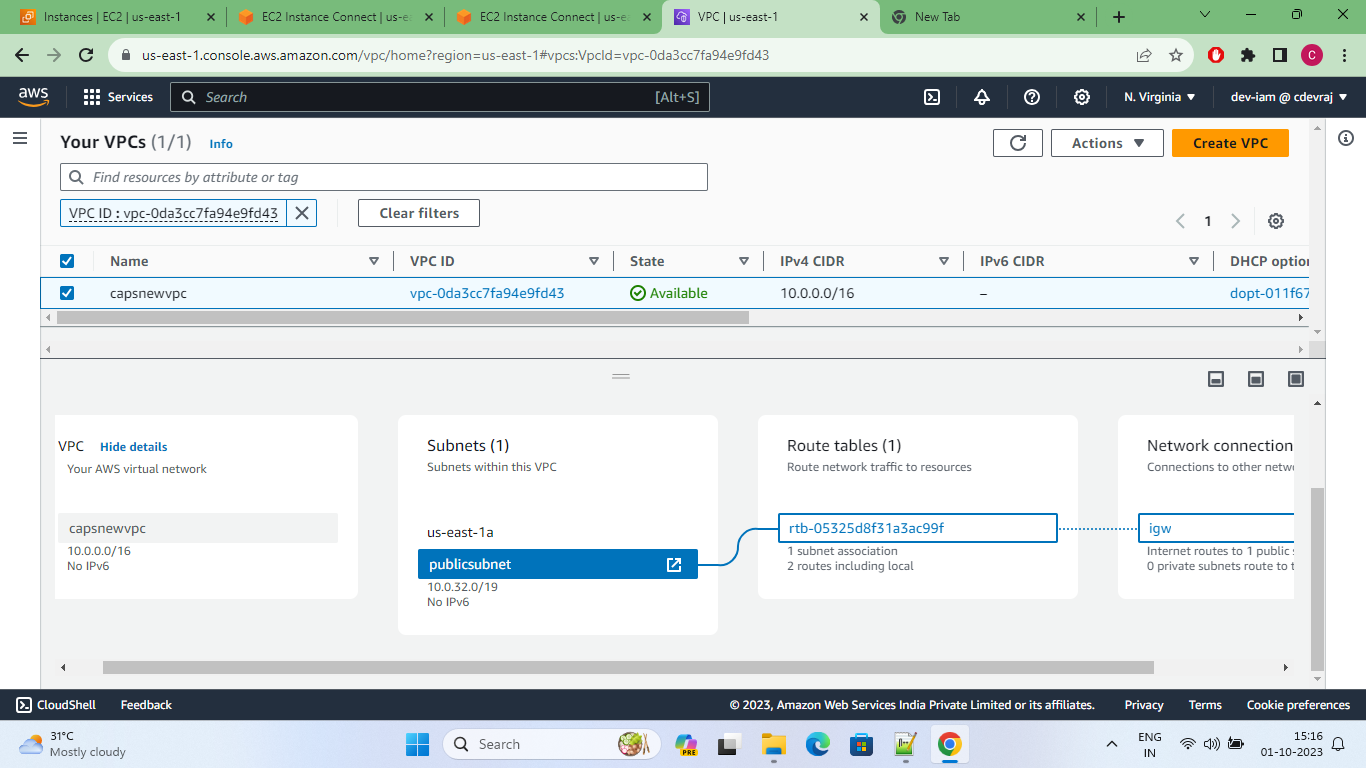 Instances | EC2 | us-east-1
EC2 Instance Connect | us-e
EC2 Instance Connect | us-e
VPC | us-east-1
New Tab
us-east-1.console.aws.amazon.com/vpc/home?region=us-east-1#vpcs:VpcId=vpc-0da3cc7fa94e9fd43
C
aws
Services
Search
[Alt+S]
N. Virginia
dev-iam @ cdevraj
Your VPCs (1/1)
Info
Actions
Create VPC
Find resources by attribute or tag
VPC ID : vpc-0da3cc7fa94e9fd43
Clear filters
1
Name
VPC ID
State
IPv4 CIDR
IPv6 CIDR
DHCP option
capsnewvpc
vpc-0da3cc7fa94e9fd43
Available
10.0.0.0/16
–
dopt-011f67
VPC
Hide details
Your AWS virtual network
capsnewvpc
10.0.0.0/16
No IPv6
Subnets (1)
Subnets within this VPC
us-east-1a
publicsubnet
10.0.32.0/19
No IPv6
Route tables (1)
Route network traffic to resources
rtb-05325d8f31a3ac99f
1 subnet association
2 routes including local
Network connection
Connections to other netw
igw
Internet routes to 1 public s
0 private subnets route to t
CloudShell
Feedback
© 2023, Amazon Web Services India Private Limited or its affiliates.
Privacy
Terms
Cookie preferences
31°C
Mostly cloudy
Search
PRE
ENG
IN
15:16
01-10-2023